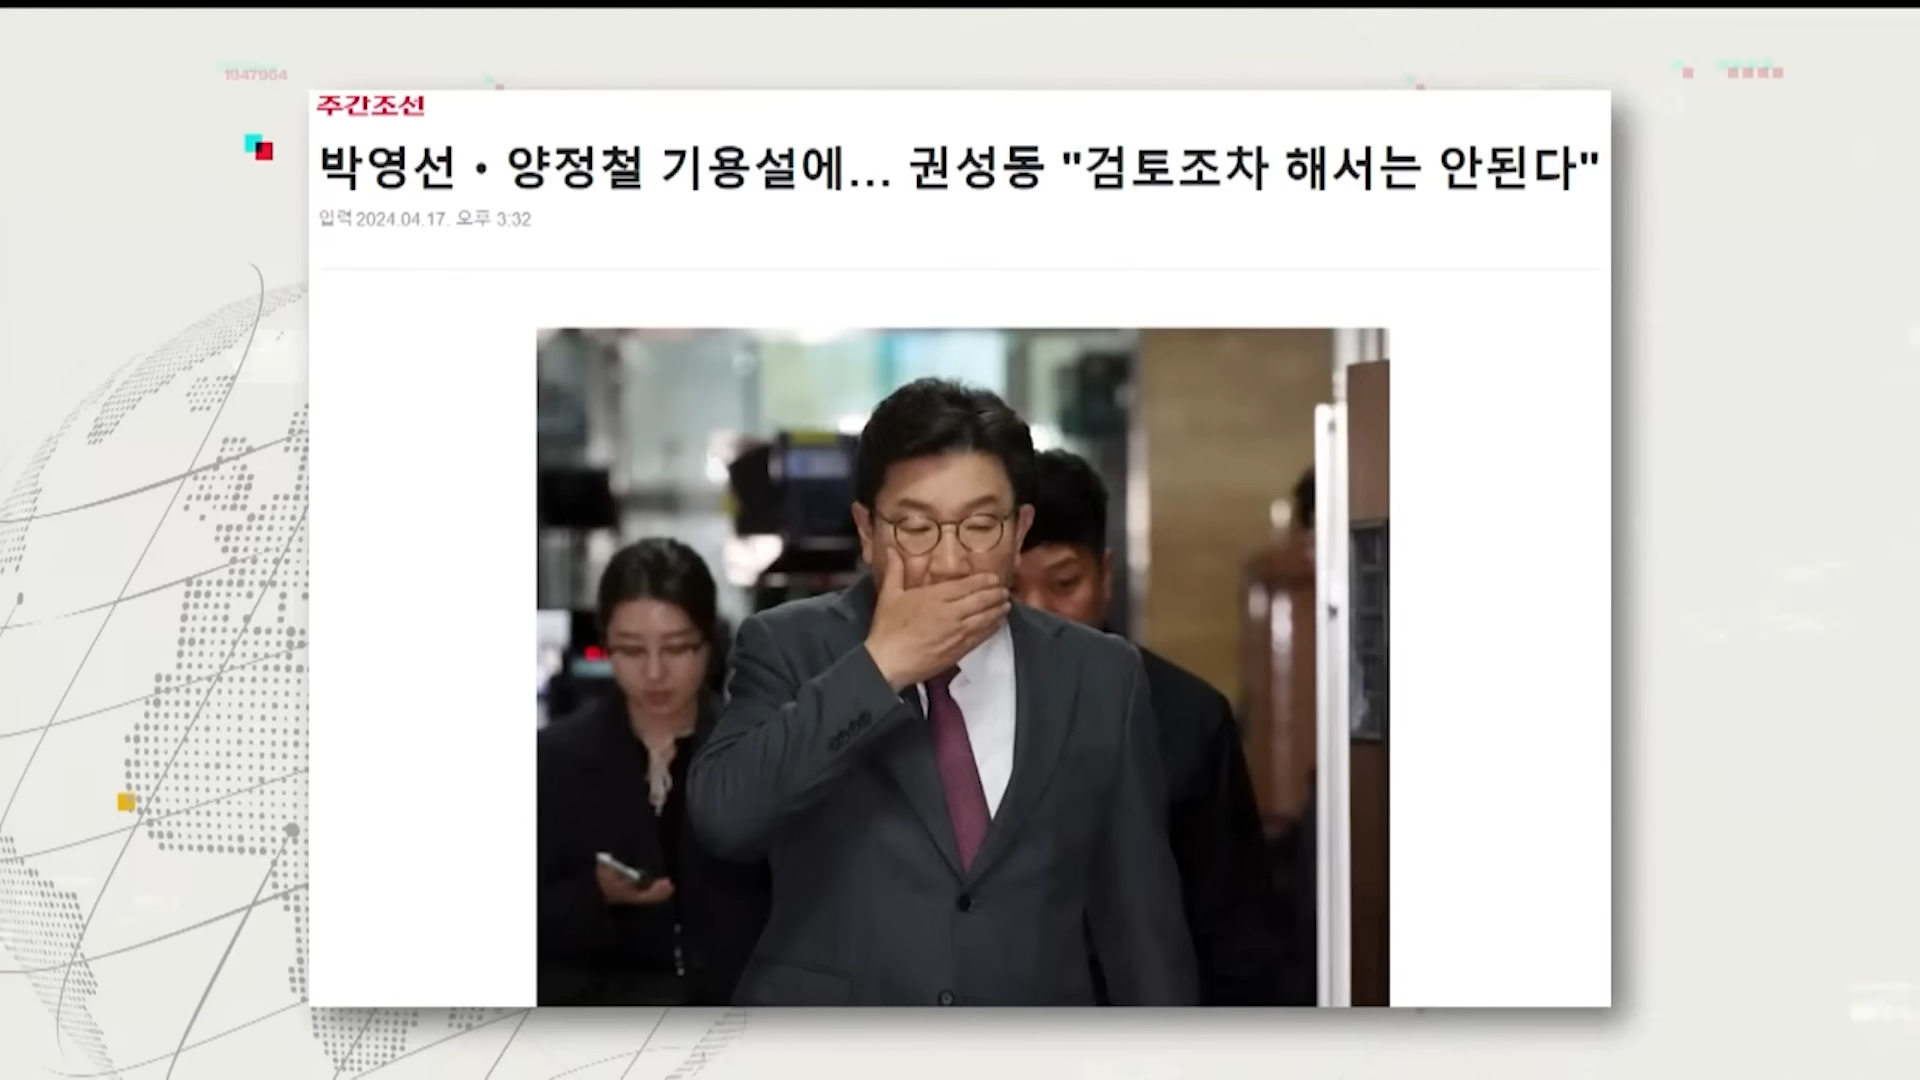 1947964
주간조선
박영선·양정철 기용설에... 권성동 "검토조차 해서는 안된다"
입력 2024.04.17. 오후 3:32